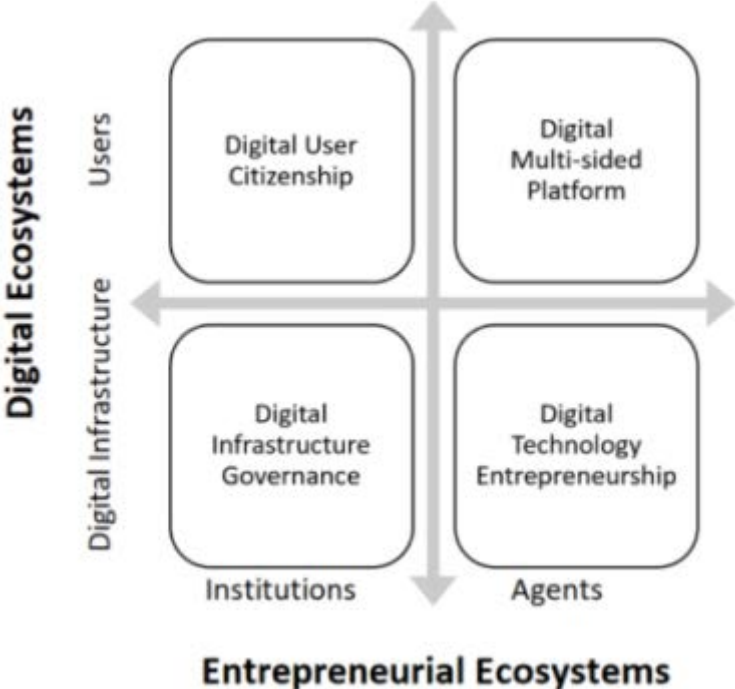 Digital Ecosystems
Users
Digital Infrastructure
Digital User
Citizenship
Digital
Multi-sided
Platform
Digital
Infrastructure
Governance
Digital
Technology
Entrepreneurship
Institutions
Agents
Entrepreneurial Ecosystems